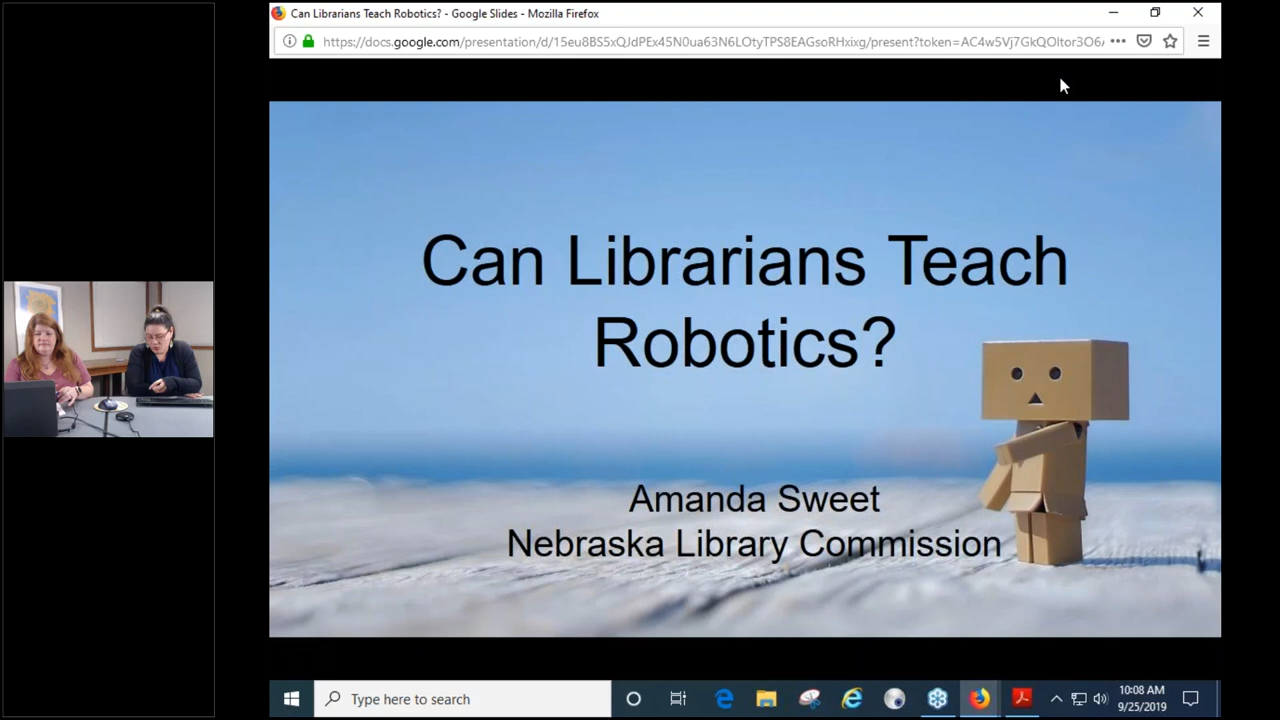 Can Librarians Teach Robotics? - Google Slides - Mozilla Firefox
https://docs.google.com/presentation/d/15eu8BS5xQJdPEx45N0ua63N6LOtyTPS8EAGsoRHxixg/present?token=AC4w5Vj7GkQOltor3O6
Can Librarians Teach
Robotics?
Amanda Sweet
Nebraska Library Commission
Type here to search
10:08 AM
9/25/2019